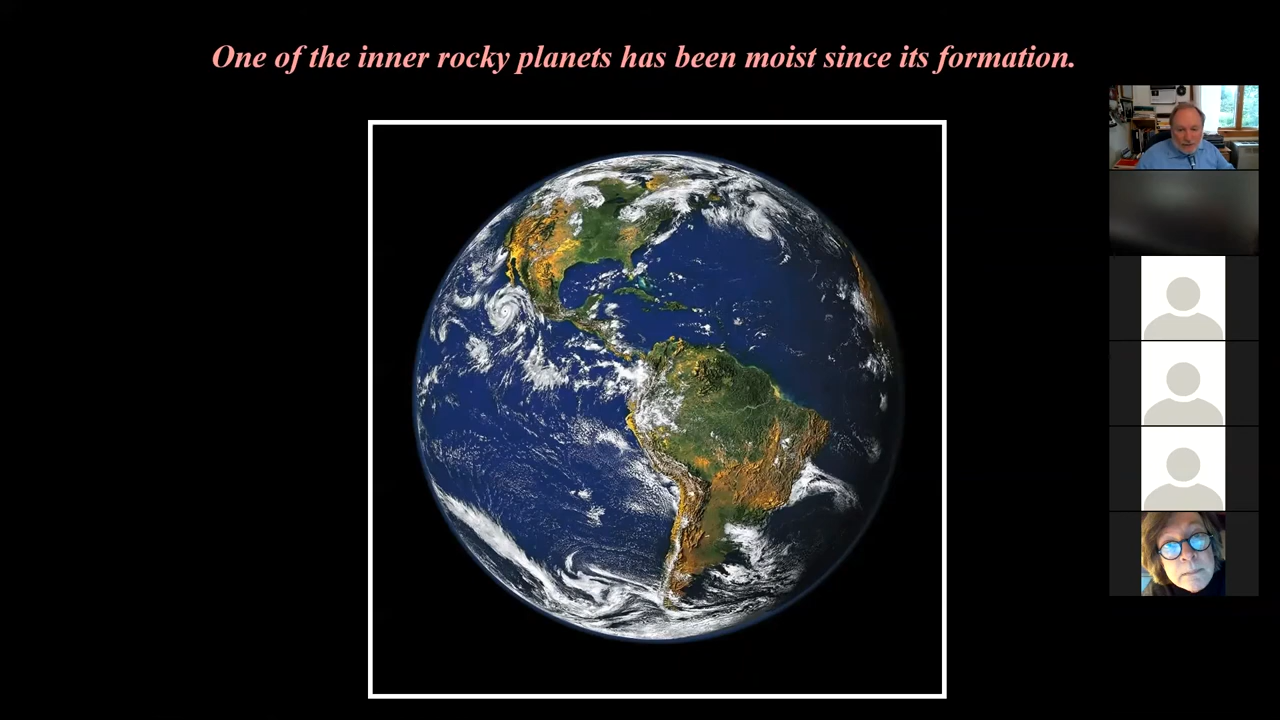 One of the inner rocky planets has been moist since its formation.